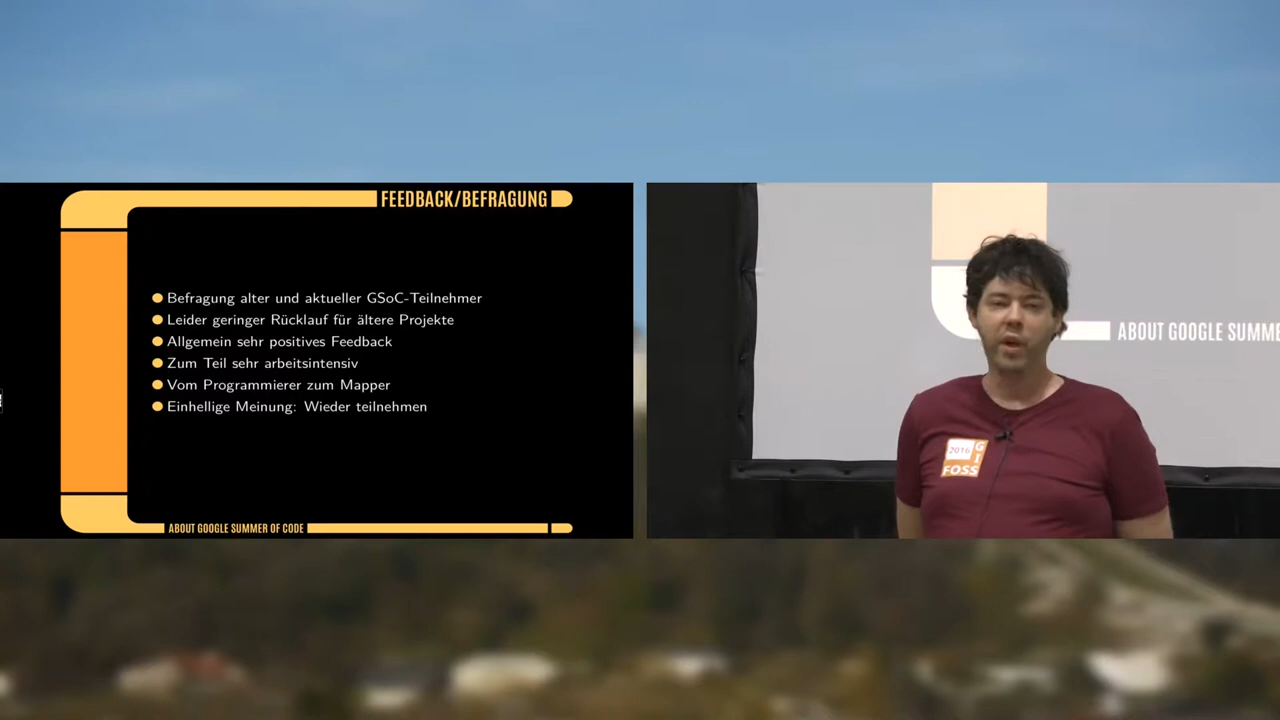 FEEDBACK/BEFRAGUNG
Befragung alter und aktueller GSoC-Teilnehmer
Leider geringer Rücklauf für ältere Projekte
Allgemein sehr positives Feedback
Zum Teil sehr arbeitsintensiv
Vom Programmierer zum Mapper
Einhellige Meinung: Wieder teilnehmen
ABOUT GOOGLE SUMMER OF CODE
ABOUT GOOGLE SUMME
2016
GI
FOSS